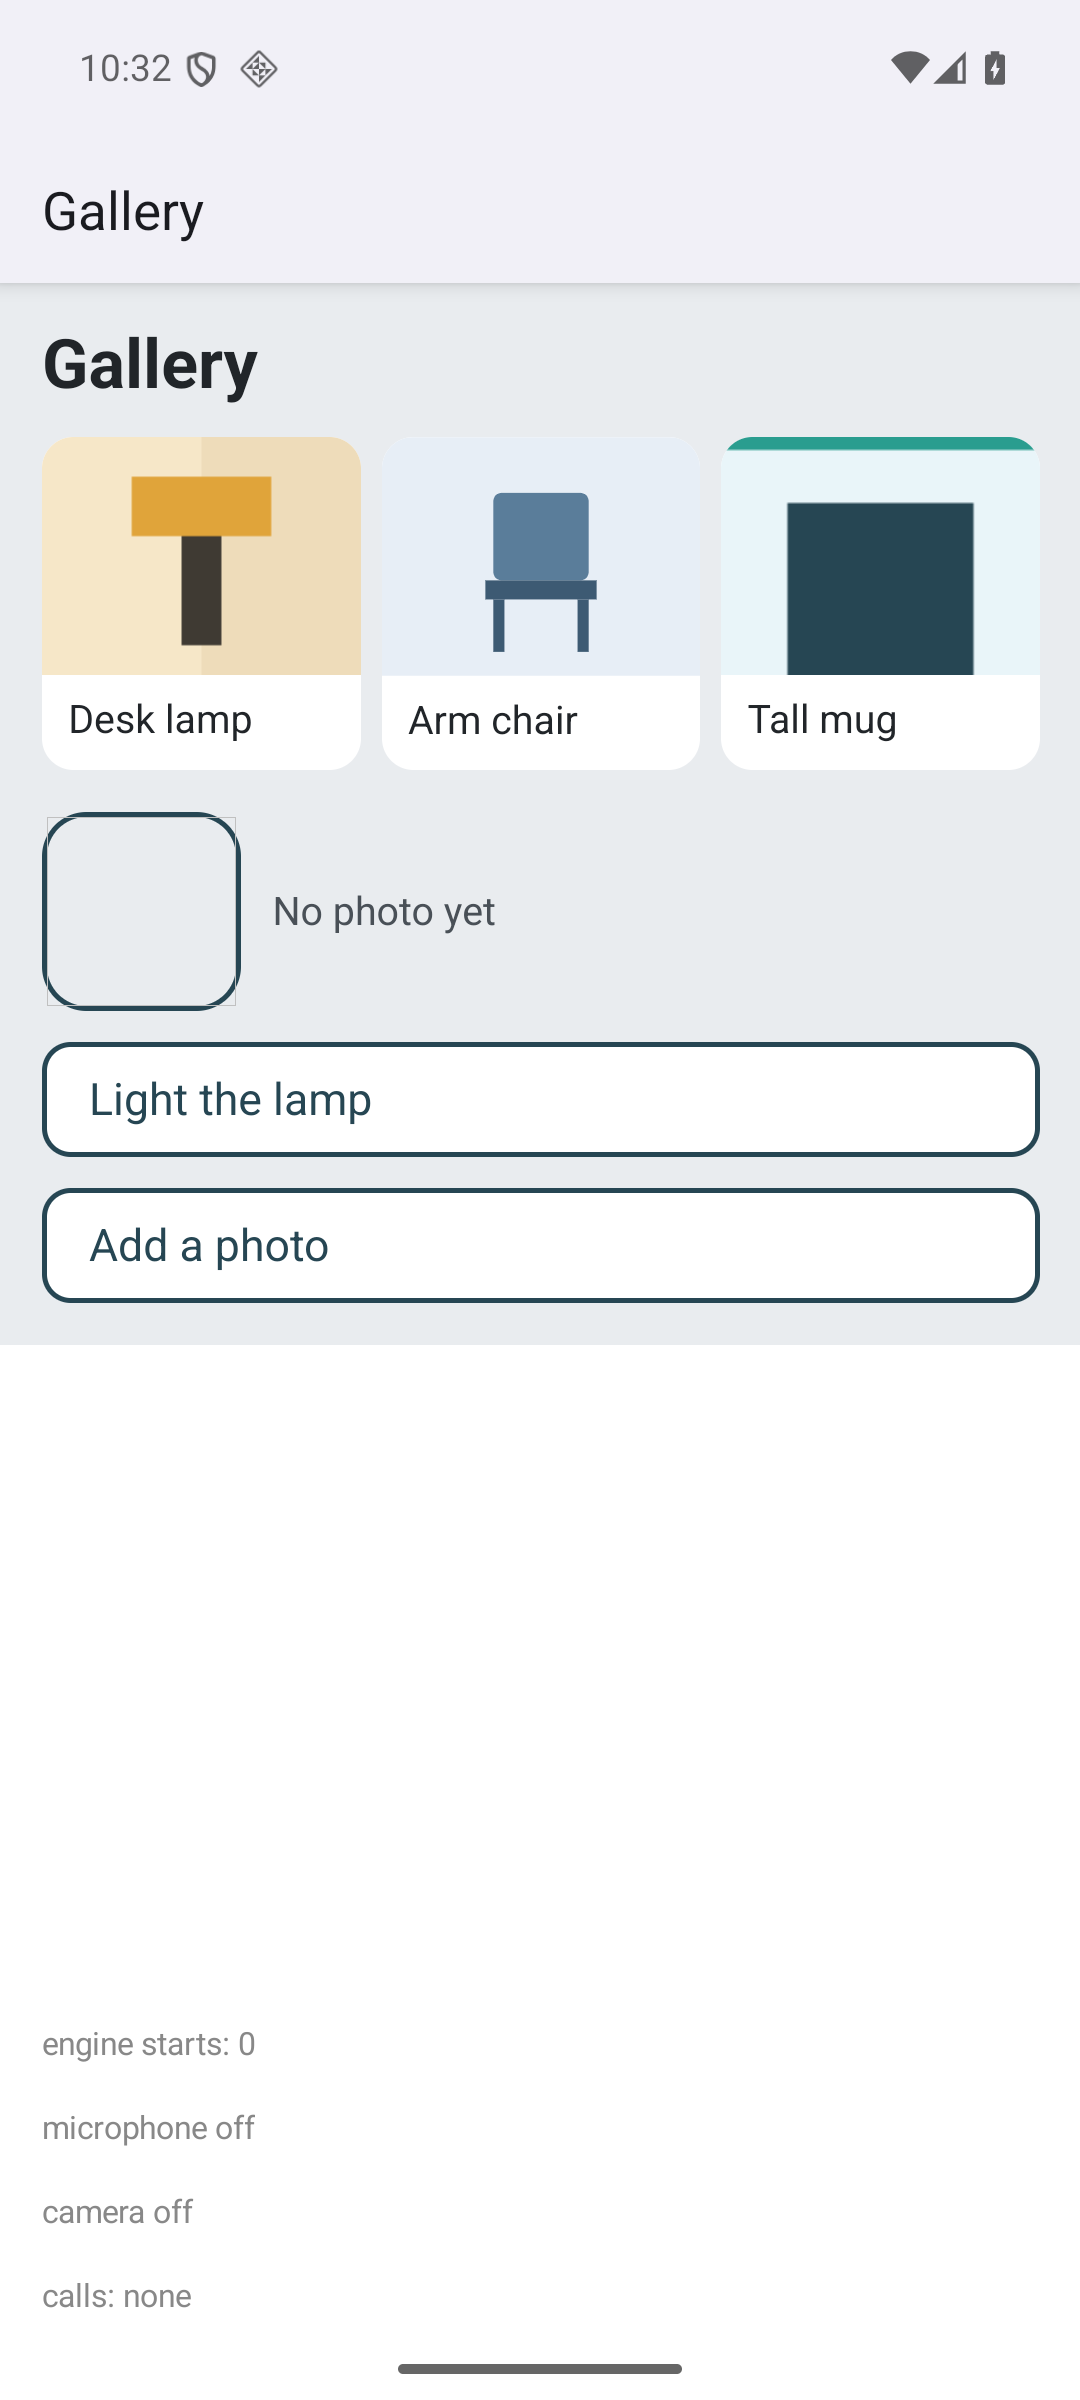 10:32
Gallery
Gallery
Desk lamp
Arm chair
Tall mug
No photo yet
Light the lamp
Add a photo
engine starts: 0
microphone off
camera off
calls: none